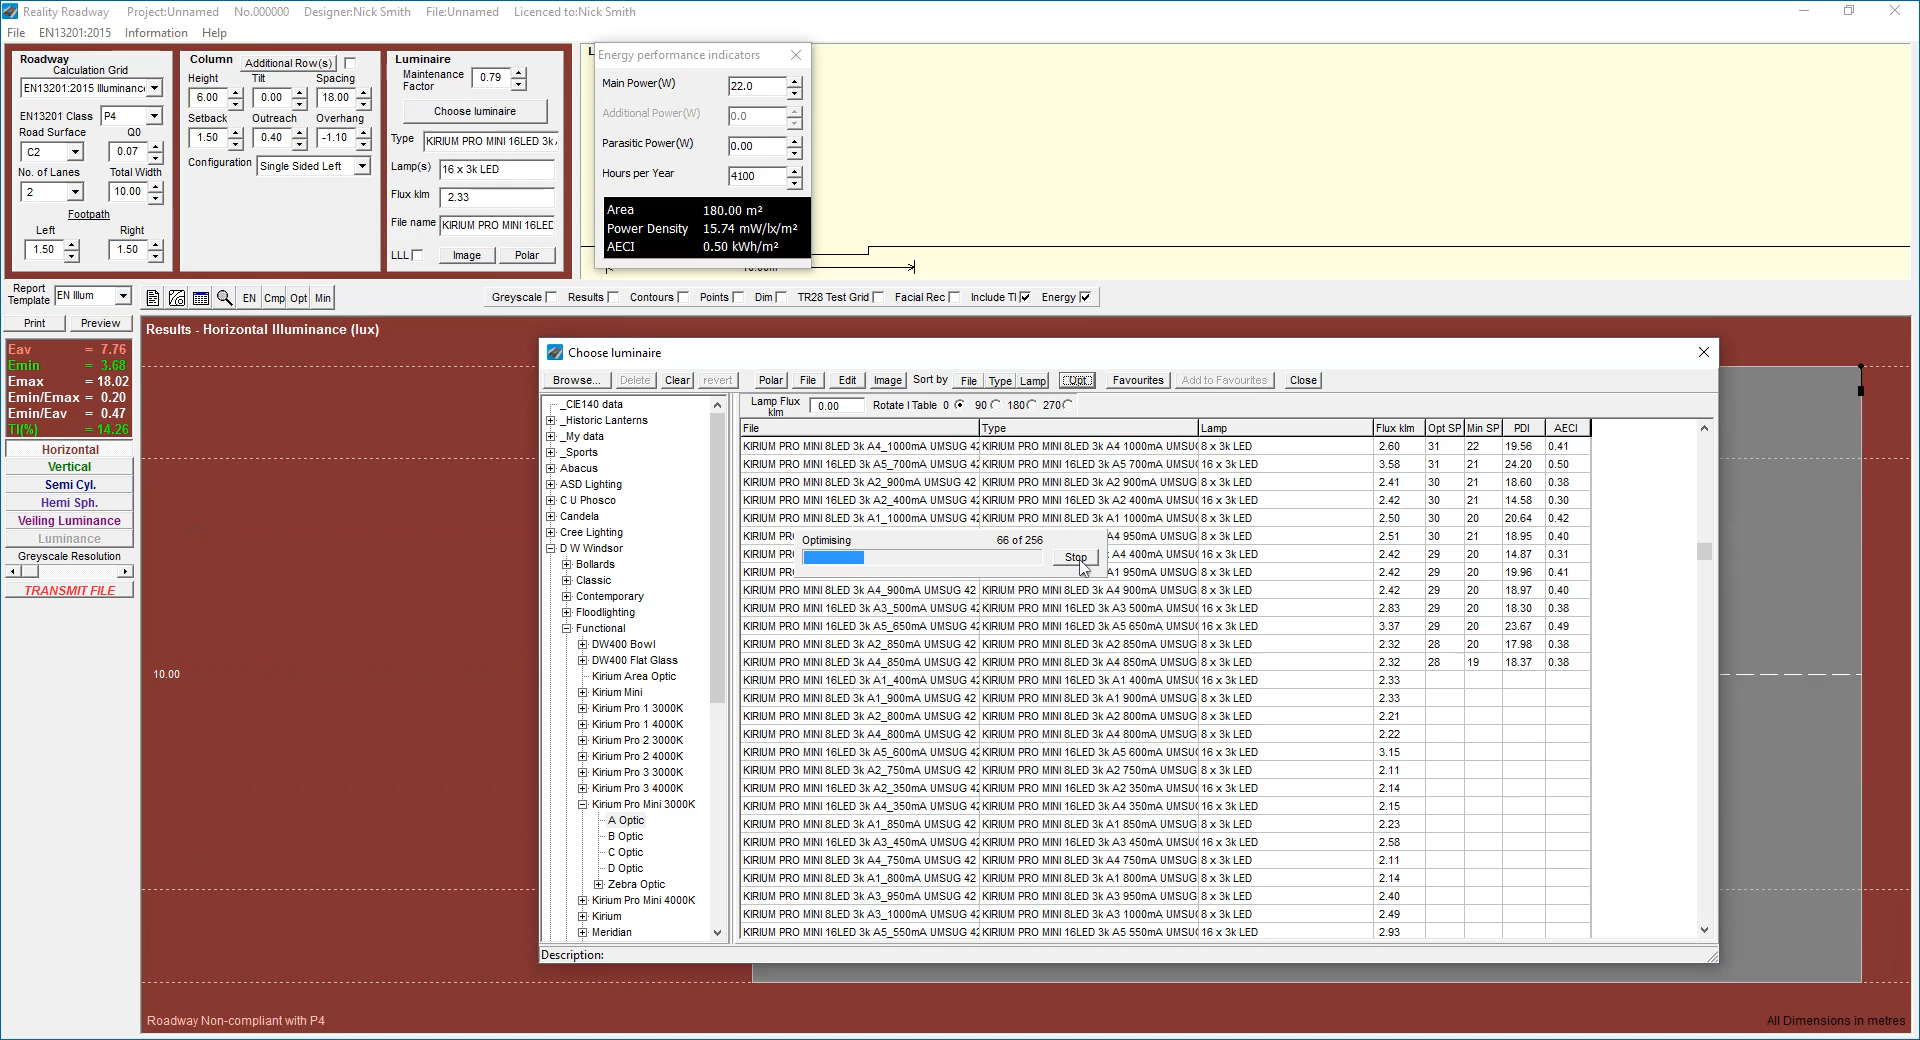 Reality Roadway Project:Unnamed No.000000 Designer:Nick Smith File:Unnamed Licenced to:Nick Smith
File EN13201:2015 Information Help
Roadway
Calculation Grid
EN13201:2015 Illuminanc
EN13201 Class P4
Road Surface Q0
C2 0.07
No. of Lanes Total Width
2 10.00
Footpath
Left Right
1.50 1.50
Column Additional Row(s)
Height Tilt Spacing
6.00 0.00 18.00
Setback Outreach Overhang
1.50 0.40 -1.10
Configuration Single Sided Left
Luminaire
Maintenance Factor 0.79
Choose luminaire
Type KIRIUM PRO MINI 16LED 3k
Lamp(s) 16 x 3k LED
Flux klm 2.33
File name KIRIUM PRO MINI 16LED
LLL Image Polar
Energy performance indicators
Main Power(W) 22.0
Additional Power(W) 0.0
Parasitic Power(W) 0.00
Hours per Year 4100
Area 180.00 m²
Power Density 15.74 mW/lx/m²
AECI 0.50 kWh/m²
Report Template EN Illum
EN Cmp Opt Min
Greyscale Results Contours Points Dim TR28 Test Grid Facial Rec Include TI Energy
Print Preview
Eav = 7.76
Emin = 3.68
Emax = 18.02
Emin/Emax = 0.20
Emin/Eav = 0.47
TI(%) = 14.26
Horizontal
Vertical
Semi Cyl.
Hemi Sph.
Veiling Luminance
Luminance
Greyscale Resolution
TRANSMIT FILE
Results - Horizontal Illuminance (lux)
10.00
Choose luminaire
Browse... Delete Clear revert Polar File Edit Image Sort by File Type Lamp Opt Favourites Add to Favourites Close
Lamp Flux klm 0.00 Rotate I Table 0 90 180 270
_CIE140 data
_Historic Lanterns
_My data
_Sports
Abacus
ASD Lighting
C U Phosco
Candela
Cree Lighting
D W Windsor
Bollards
Classic
Contemporary
Floodlighting
Functional
DW400 Bowl
DW400 Flat Glass
Kirium Area Optic
Kirium Mini
Kirium Pro 1 3000K
Kirium Pro 1 4000K
Kirium Pro 2 3000K
Kirium Pro 2 4000K
Kirium Pro 3 3000K
Kirium Pro 3 4000K
Kirium Pro Mini 3000K
A Optic
B Optic
C Optic
D Optic
Zebra Optic
Kirium Pro Mini 4000K
Kirium
Meridian
File Type Lamp Flux klm Opt SP Min SP PDI AECI
KIRIUM PRO MINI 8LED 3k A4_1000mA UMSUG 42 KIRIUM PRO MINI 8LED 3k A4 1000mA UMSU 8 x 3k LED 2.60 31 22 19.56 0.41
KIRIUM PRO MINI 16LED 3k A5_700mA UMSUG 42 KIRIUM PRO MINI 16LED 3k A5 700mA UMSU 16 x 3k LED 3.58 31 21 24.20 0.50
KIRIUM PRO MINI 8LED 3k A2_900mA UMSUG 42 KIRIUM PRO MINI 8LED 3k A2 900mA UMSUG 8 x 3k LED 2.41 30 21 18.60 0.38
KIRIUM PRO MINI 16LED 3k A2_400mA UMSUG 42 KIRIUM PRO MINI 16LED 3k A2 400mA UMSU 16 x 3k LED 2.42 30 21 14.58 0.30
KIRIUM PRO MINI 8LED 3k A1_1000mA UMSUG 42 KIRIUM PRO MINI 8LED 3k A1 1000mA UMSU 8 x 3k LED 2.50 30 20 20.64 0.42
KIRIUM PR A4 950mA UMSUG 8 x 3k LED 2.51 30 21 18.95 0.40
KIRIUM PR A4 400mA UMSU 16 x 3k LED 2.42 29 20 14.87 0.31
KIRIUM PR A1 950mA UMSUG 8 x 3k LED 2.42 29 20 19.96 0.41
Optimising 66 of 256
Stop
KIRIUM PRO MINI 8LED 3k A4_900mA UMSUG 42 KIRIUM PRO MINI 8LED 3k A4 900mA UMSUG 8 x 3k LED 2.42 29 20 18.97 0.40
KIRIUM PRO MINI 16LED 3k A3_500mA UMSUG 42 KIRIUM PRO MINI 16LED 3k A3 500mA UMSU 16 x 3k LED 2.83 29 20 18.30 0.38
KIRIUM PRO MINI 16LED 3k A5_650mA UMSUG 42 KIRIUM PRO MINI 16LED 3k A5 650mA UMSU 16 x 3k LED 3.37 29 20 23.67 0.49
KIRIUM PRO MINI 8LED 3k A2_850mA UMSUG 42 KIRIUM PRO MINI 8LED 3k A2 850mA UMSUG 8 x 3k LED 2.32 28 20 17.98 0.38
KIRIUM PRO MINI 8LED 3k A4_850mA UMSUG 42 KIRIUM PRO MINI 8LED 3k A4 850mA UMSUG 8 x 3k LED 2.32 28 19 18.37 0.38
KIRIUM PRO MINI 16LED 3k A1_400mA UMSUG 42 KIRIUM PRO MINI 16LED 3k A1 400mA UMSU 16 x 3k LED 2.33
KIRIUM PRO MINI 8LED 3k A1_900mA UMSUG 42 KIRIUM PRO MINI 8LED 3k A1 900mA UMSUG 8 x 3k LED 2.33
KIRIUM PRO MINI 8LED 3k A2_800mA UMSUG 42 KIRIUM PRO MINI 8LED 3k A2 800mA UMSUG 8 x 3k LED 2.21
KIRIUM PRO MINI 8LED 3k A4_800mA UMSUG 42 KIRIUM PRO MINI 8LED 3k A4 800mA UMSUG 8 x 3k LED 2.22
KIRIUM PRO MINI 16LED 3k A5_600mA UMSUG 42 KIRIUM PRO MINI 16LED 3k A5 600mA UMSU 16 x 3k LED 3.15
KIRIUM PRO MINI 8LED 3k A2_750mA UMSUG 42 KIRIUM PRO MINI 8LED 3k A2 750mA UMSUG 8 x 3k LED 2.11
KIRIUM PRO MINI 16LED 3k A2_350mA UMSUG 42 KIRIUM PRO MINI 16LED 3k A2 350mA UMSU 16 x 3k LED 2.14
KIRIUM PRO MINI 16LED 3k A4_350mA UMSUG 42 KIRIUM PRO MINI 16LED 3k A4 350mA UMSU 16 x 3k LED 2.15
KIRIUM PRO MINI 8LED 3k A1_850mA UMSUG 42 KIRIUM PRO MINI 8LED 3k A1 850mA UMSUG 8 x 3k LED 2.23
KIRIUM PRO MINI 16LED 3k A3_450mA UMSUG 42 KIRIUM PRO MINI 16LED 3k A3 450mA UMSU 16 x 3k LED 2.58
KIRIUM PRO MINI 8LED 3k A4_750mA UMSUG 42 KIRIUM PRO MINI 8LED 3k A4 750mA UMSUG 8 x 3k LED 2.11
KIRIUM PRO MINI 8LED 3k A1_800mA UMSUG 42 KIRIUM PRO MINI 8LED 3k A1 800mA UMSUG 8 x 3k LED 2.14
KIRIUM PRO MINI 8LED 3k A3_950mA UMSUG 42 KIRIUM PRO MINI 8LED 3k A3 950mA UMSUG 8 x 3k LED 2.40
KIRIUM PRO MINI 8LED 3k A3_1000mA UMSUG 42 KIRIUM PRO MINI 8LED 3k A3 1000mA UMSU 8 x 3k LED 2.49
KIRIUM PRO MINI 16LED 3k A5_550mA UMSUG 42 KIRIUM PRO MINI 16LED 3k A5 550mA UMSU 16 x 3k LED 2.93
Description:
Roadway Non-compliant with P4
All Dimensions in metres